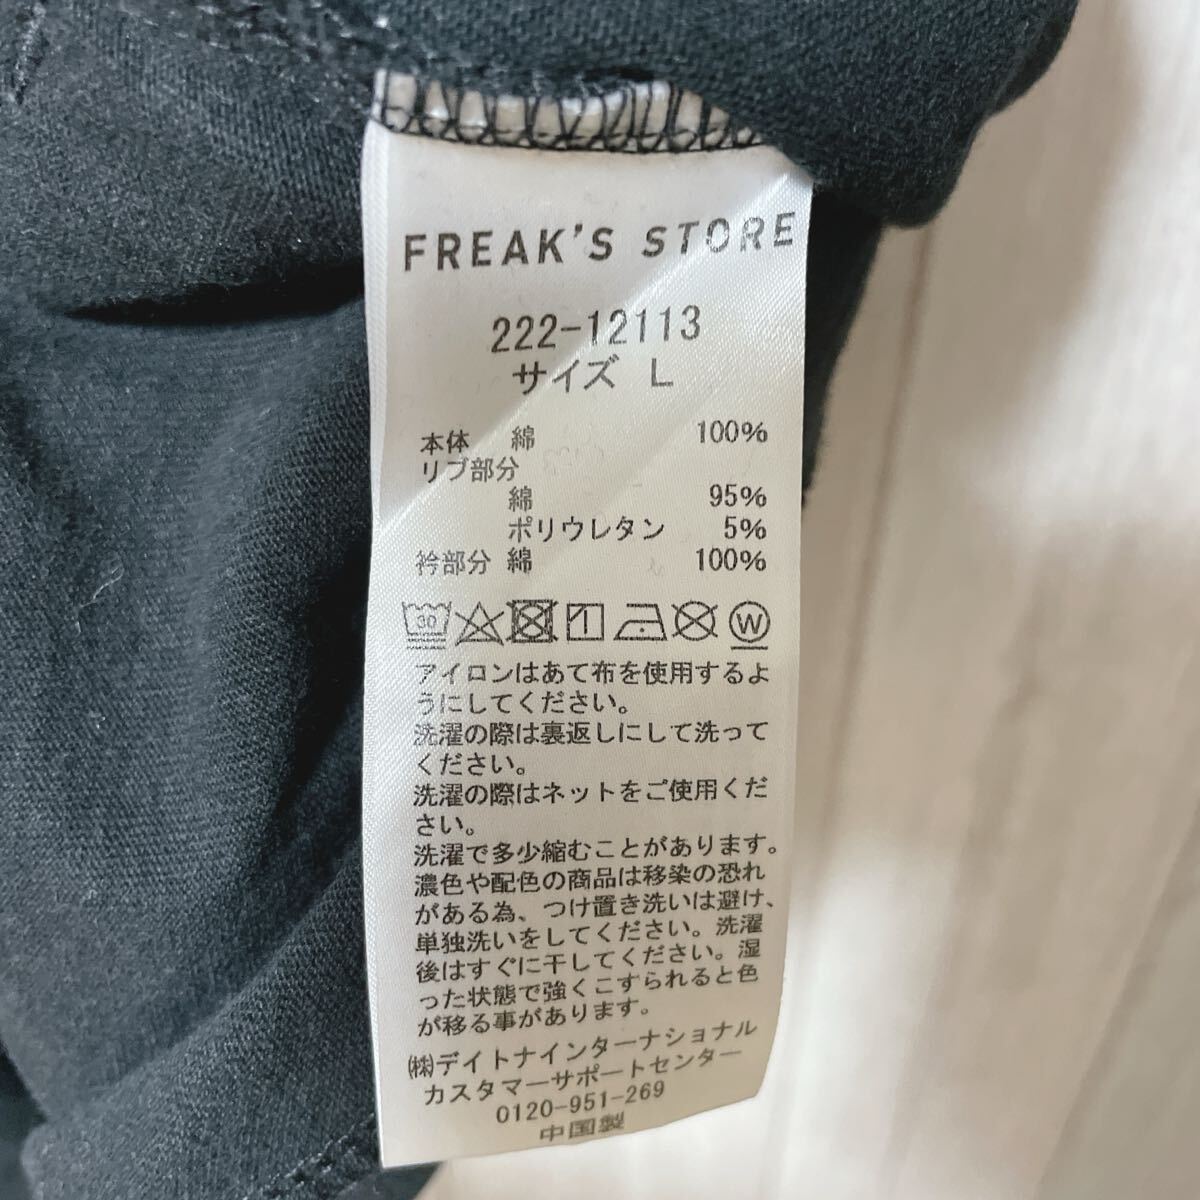 FREAK'S STORE
222-12113
サイズ L
本体 綿 100%
リブ部分
綿 95%
ポリウレタン 5%
衿部分 綿 100%
30 1 W
アイロンはあて布を使用するよ
うにしてください。
洗濯の際は裏返しにして洗って
ください。
洗濯の際はネットをご使用くだ
さい。
洗濯で多少縮むことがあります。
濃色や配色の商品は移染の恐れ
がある為、つけ置き洗いは避け、
単独洗いをしてください。洗濯
後はすぐに干してください。湿
った状態で強くこすられると色
が移る事があります。
㈱デイトナインターナショナル
カスタマーサポートセンター
0120-951-269
中国製